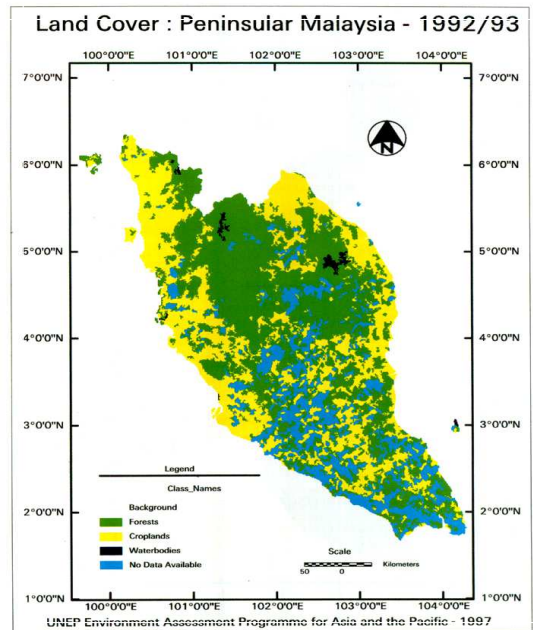 Land Cover : Peninsular Malaysia - 1992/93
100°0'0"E 101°0'0"E 102°0'0"E 103°0'0"E 104°0'0"E
7°0'0"N 7°0'0"N
N
6°0'0"N 6°0'0"N
5°0'0"N 5°0'0"N
4°0'0"N 4°0'0"N
3°0'0"N 3°0'0"N
Legend
Class_Names
Background
2°0'0"N 2°0'0"N
Forests
Croplands
Waterbodies
No Data Available
Scale
50 0 Kilometers
1°0'0"N 1°0'0"N
100°0'0"E 101°0'0"E 102°0'0"E 103°0'0"E 104°0'0"E
UNEP Environment Assessment Programme for Asia and the Pacific - 1997